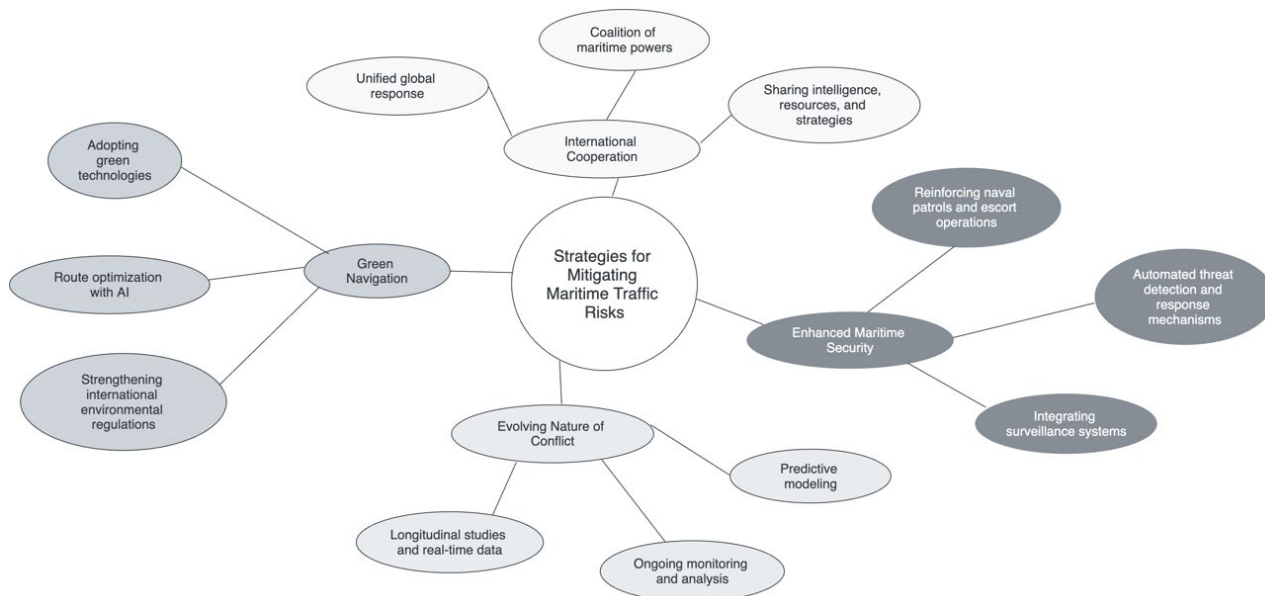 Coalition of
maritime powers
Unified global
response
Sharing intelligence,
resources, and
strategies
International
Cooperation
Adopting
green
technologies
Route optimization
with AI
Strengthening
international
environmental
regulations
Green
Navigation
Strategies for
Mitigating
Maritime Traffic
Risks
Reinforcing naval
patrols and escort
operations
Automated threat
detection and
response
mechanisms
Enhanced Maritime
Security
Integrating
surveillance systems
Evolving Nature of
Conflict
Predictive
modeling
Longitudinal studies
and real-time data
Ongoing monitoring
and analysis